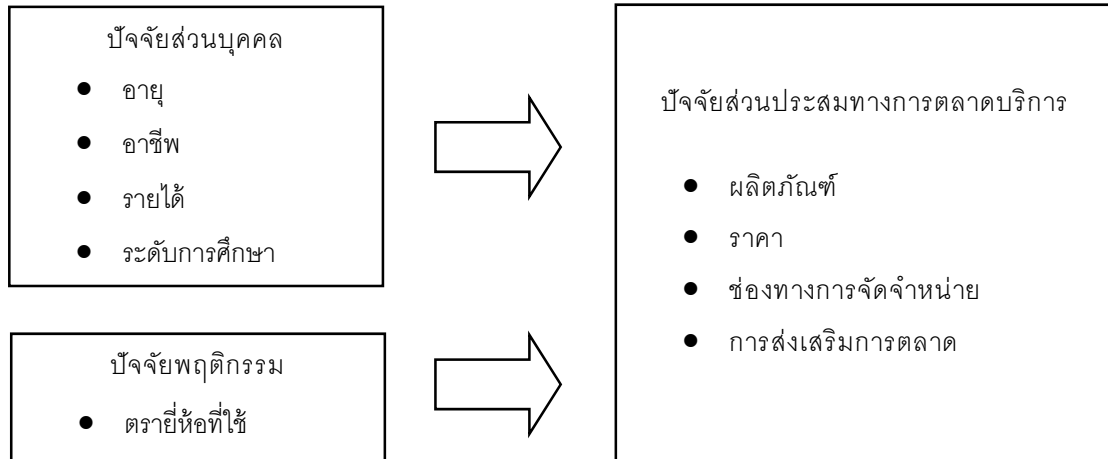 ปัจจัยส่วนบุคคล
● อายุ
● อาชีพ
● รายได้
● ระดับการศึกษา
ปัจจัยพฤติกรรม
● ตรายี่ห้อที่ใช้
ปัจจัยส่วนประสมทางการตลาดบริการ
● ผลิตภัณฑ์
● ราคา
● ช่องทางการจัดจำหน่าย
● การส่งเสริมการตลาด